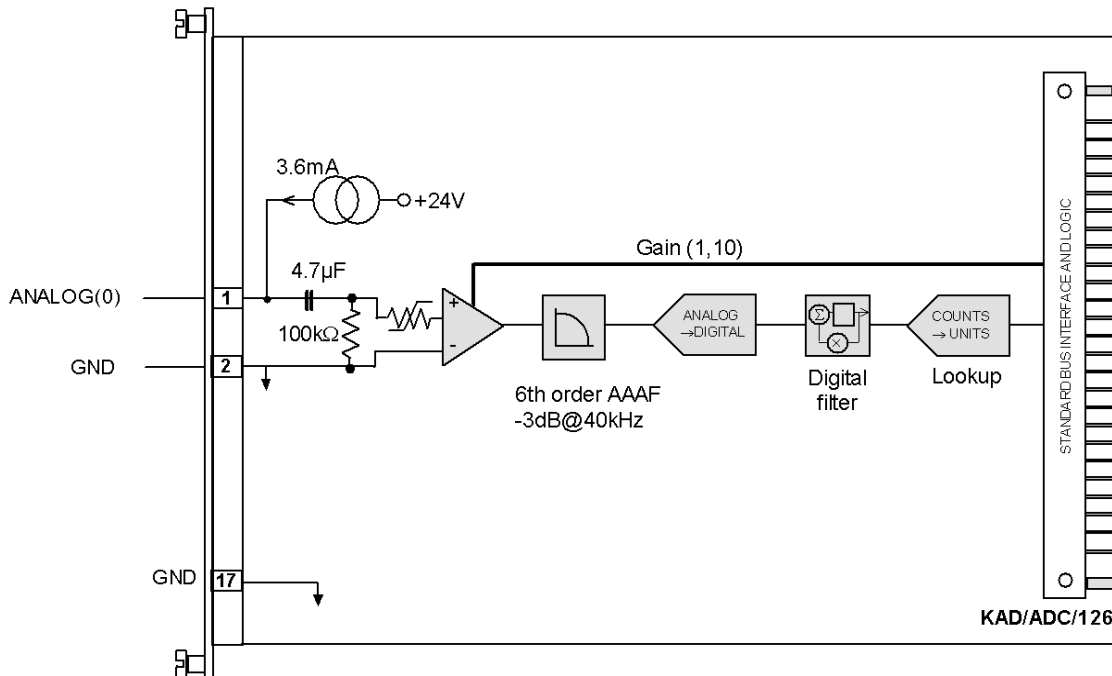 3.6mA
+24V
Gain (1,10)
4.7µF
ANALOG(0)
1
+
100kΩ
-
GND
2
ANALOG
→DIGITAL
Σ
×
COUNTS
→ UNITS
6th order AAAF
-3dB@40kHz
Digital
filter
Lookup
STANDARD BUS INTERFACE AND LOGIC
GND
17
KAD/ADC/126